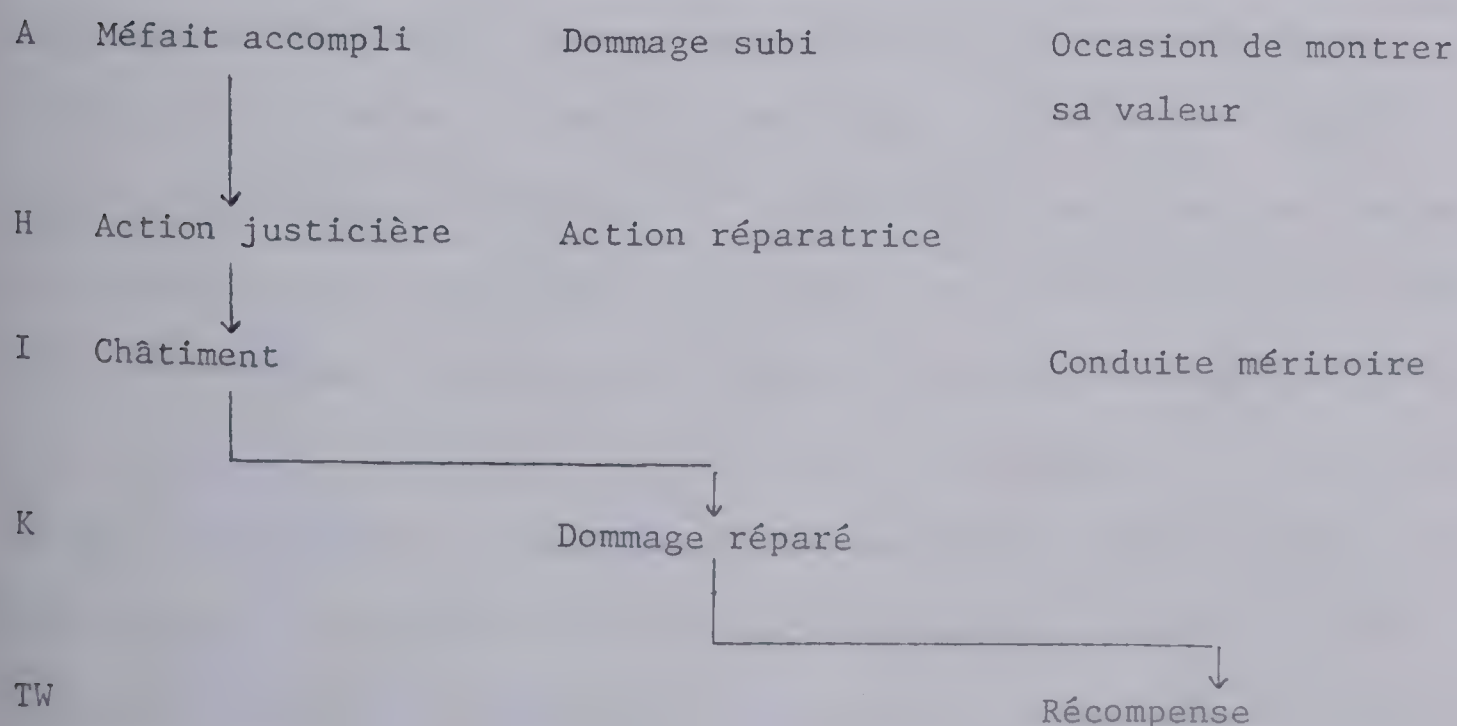 A Méfait accompli Dommage subi Occasion de montrer
sa valeur
H Action justicière Action réparatrice
I Châtiment Conduite méritoire
K Dommage réparé
TW Récompense